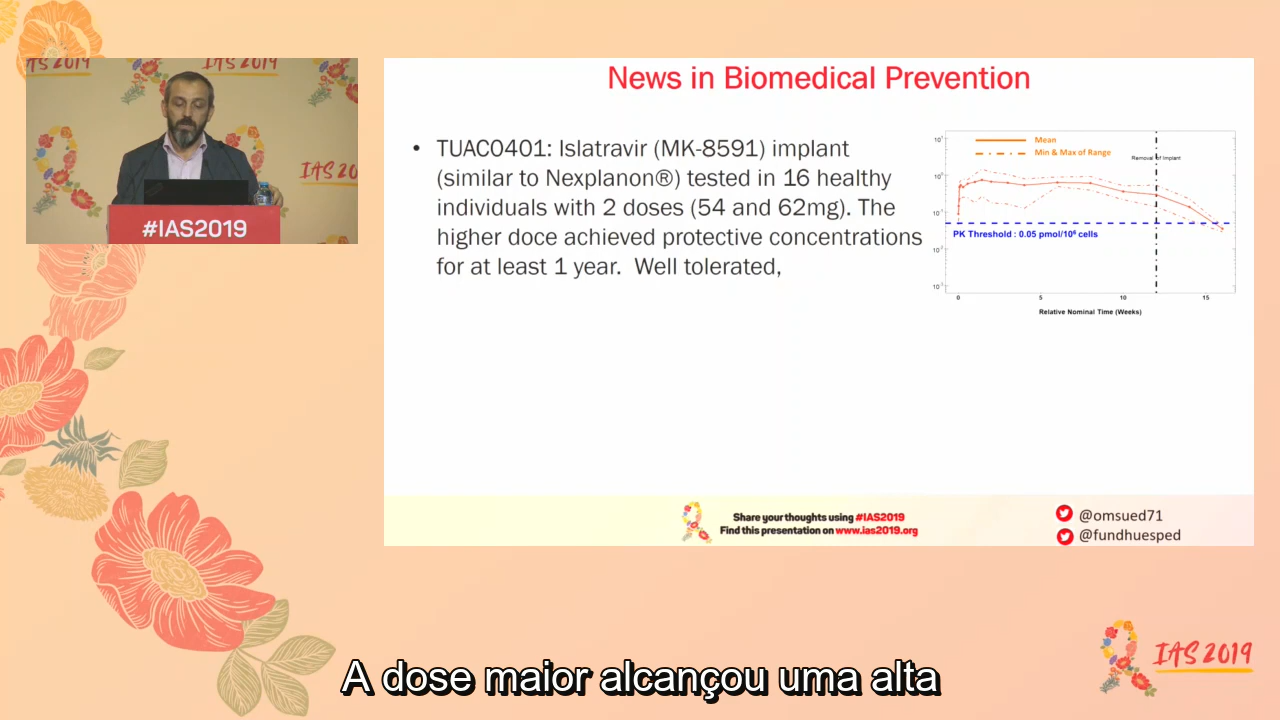 IAS 2019
IAS 2019
IAS 20
#IAS2019
News in Biomedical Prevention
• TUAC0401: Islatravir (MK-8591) implant
(similar to Nexplanon®) tested in 16 healthy
individuals with 2 doses (54 and 62mg). The
higher doce achieved protective concentrations
for at least 1 year. Well tolerated,
Mean
Min & Max of Range
Removal of Implant
PK Threshold : 0.05 pmol/10⁶ cells
0 5 10 15
Relative Nominal Time (Weeks)
Share your thoughts using #IAS2019
Find this presentation on www.ias2019.org
@omsued71
@fundhuesped
IAS 2019
A dose maior alcançou uma alta